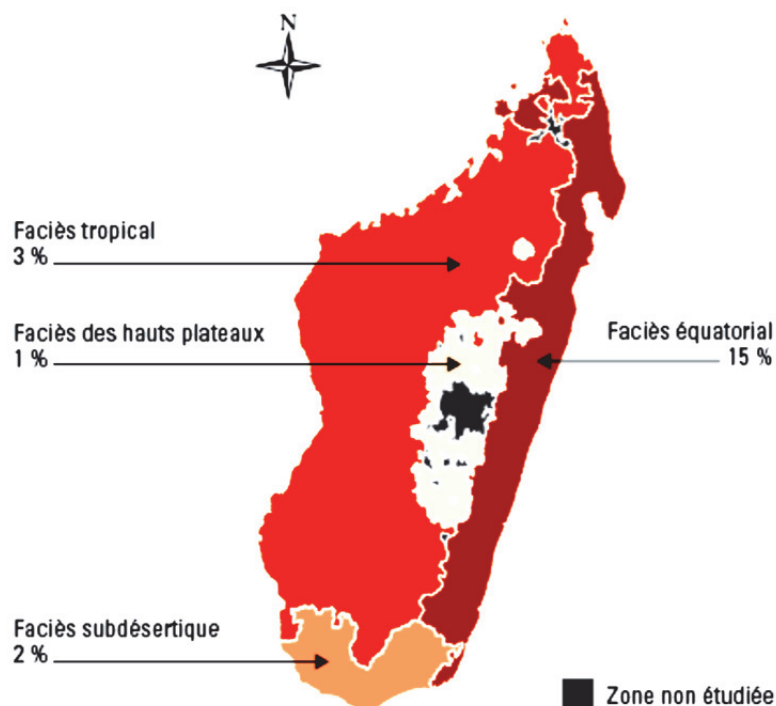 N
Faciès tropical
3 %
Faciès des hauts plateaux
1 %
Faciès équatorial
15 %
Faciès subdésertique
2 %
Zone non étudiée